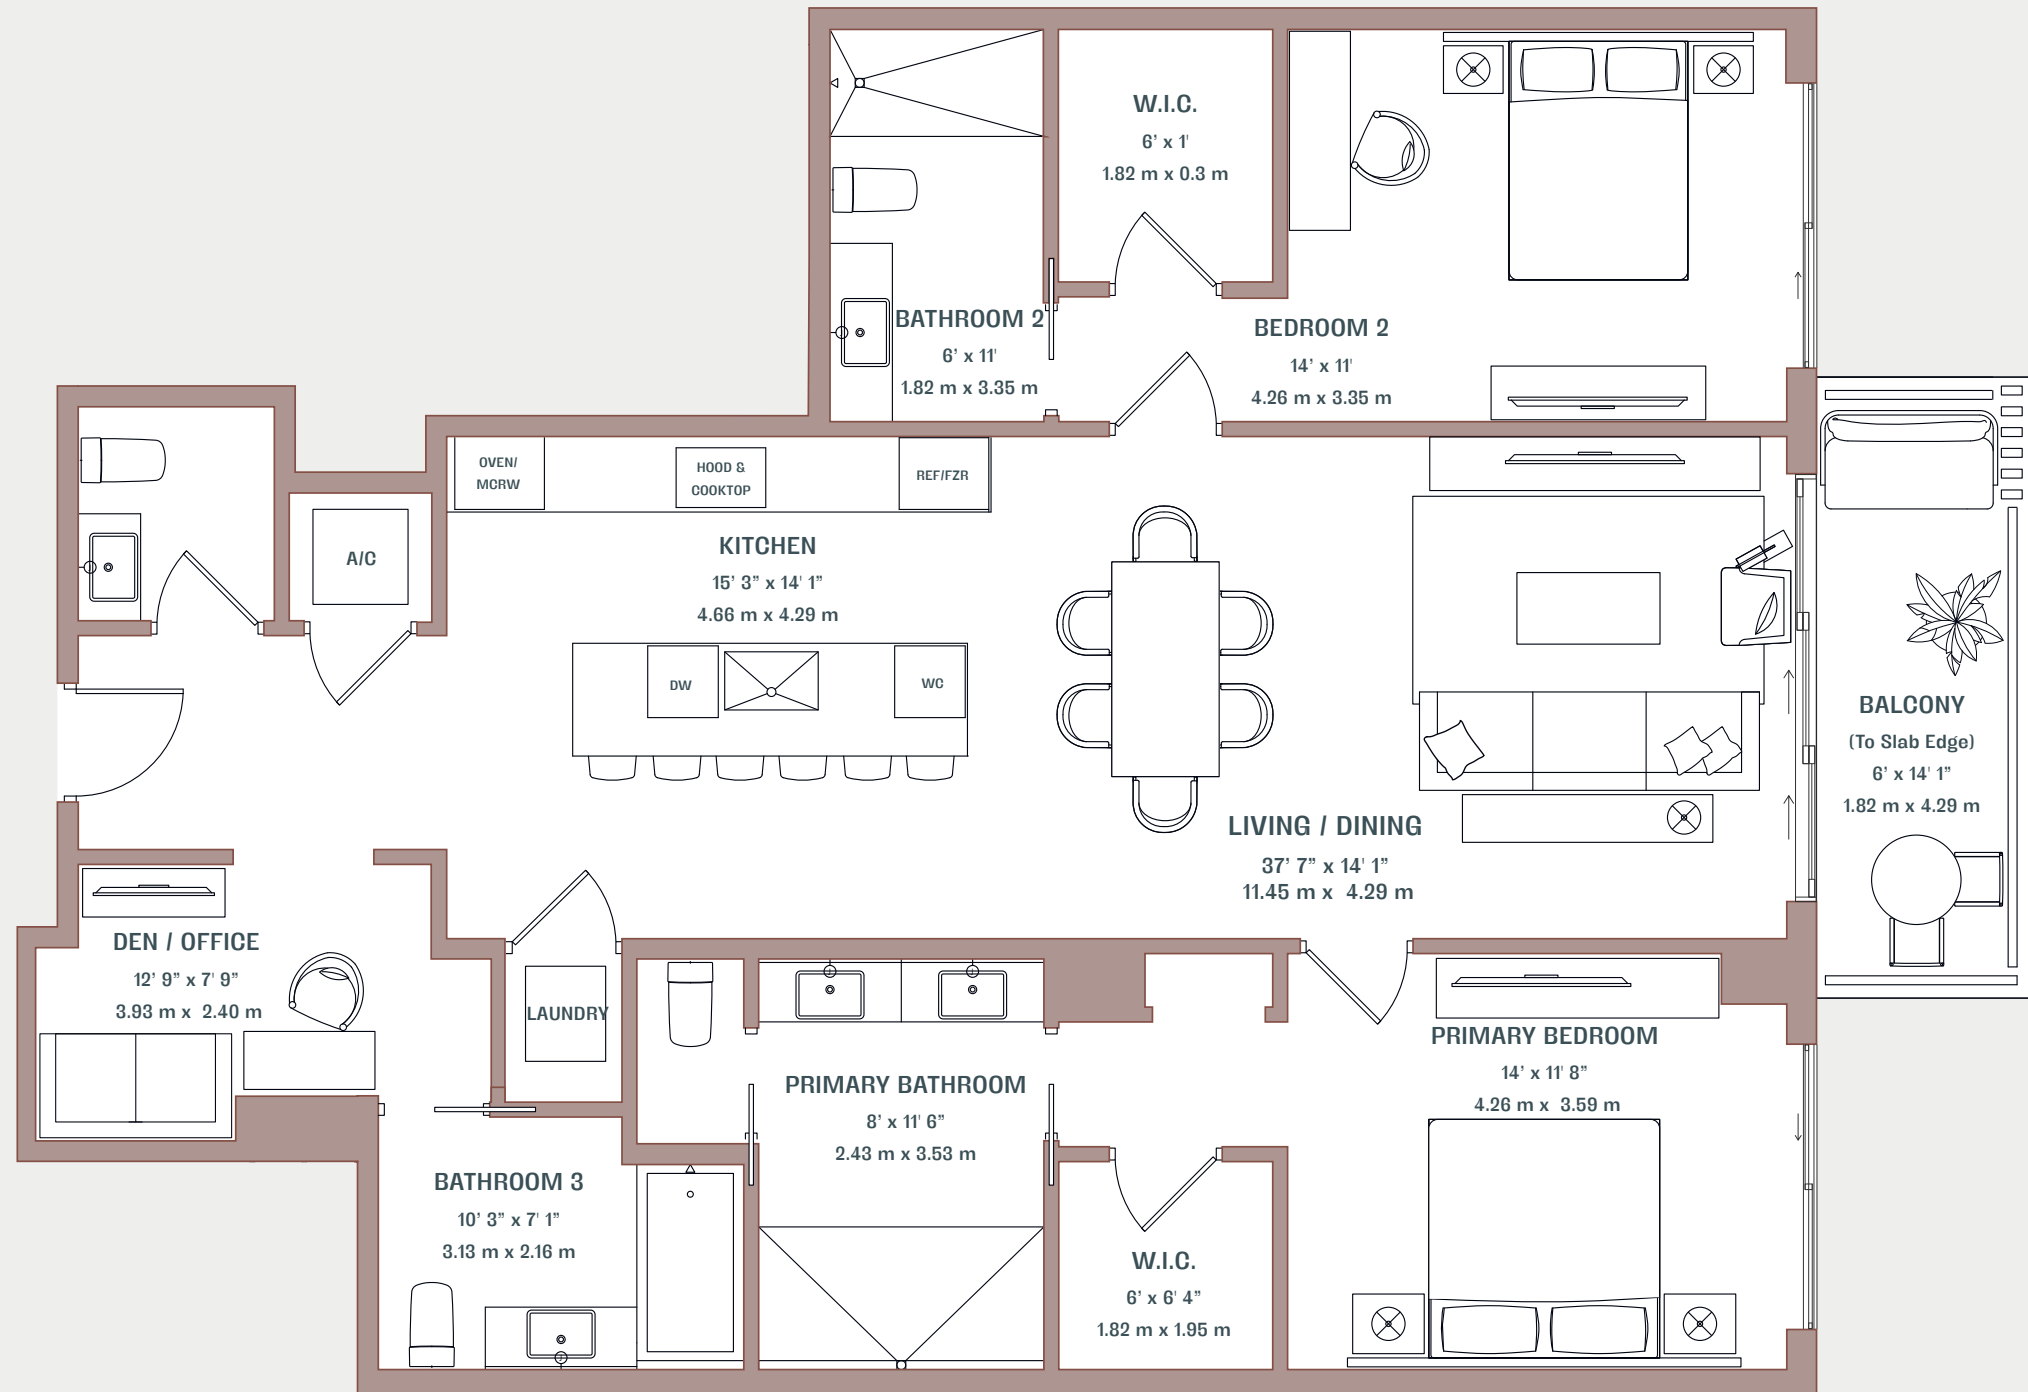 W.I.C.
6’ x 1'
1.82 m x 0.3 m
BATHROOM 2
6’ x 11'
1.82 m x 3.35 m
BEDROOM 2
14’ x 11'
4.26 m x 3.35 m
OVEN/
MCRW
HOOD &
COOKTOP
REF/FZR
A/C
KITCHEN
15’ 3” x 14' 1”
4.66 m x 4.29 m
DW
WC
BALCONY
(To Slab Edge)
6’ x 14' 1”
1.82 m x 4.29 m
LIVING / DINING
37’ 7” x 14' 1”
11.45 m x 4.29 m
DEN / OFFICE
12’ 9” x 7' 9”
3.93 m x 2.40 m
LAUNDRY
PRIMARY BATHROOM
8’ x 11' 6”
2.43 m x 3.53 m
PRIMARY BEDROOM
14’ x 11' 8”
4.26 m x 3.59 m
BATHROOM 3
10’ 3” x 7' 1”
3.13 m x 2.16 m
W.I.C.
6’ x 6' 4”
1.82 m x 1.95 m